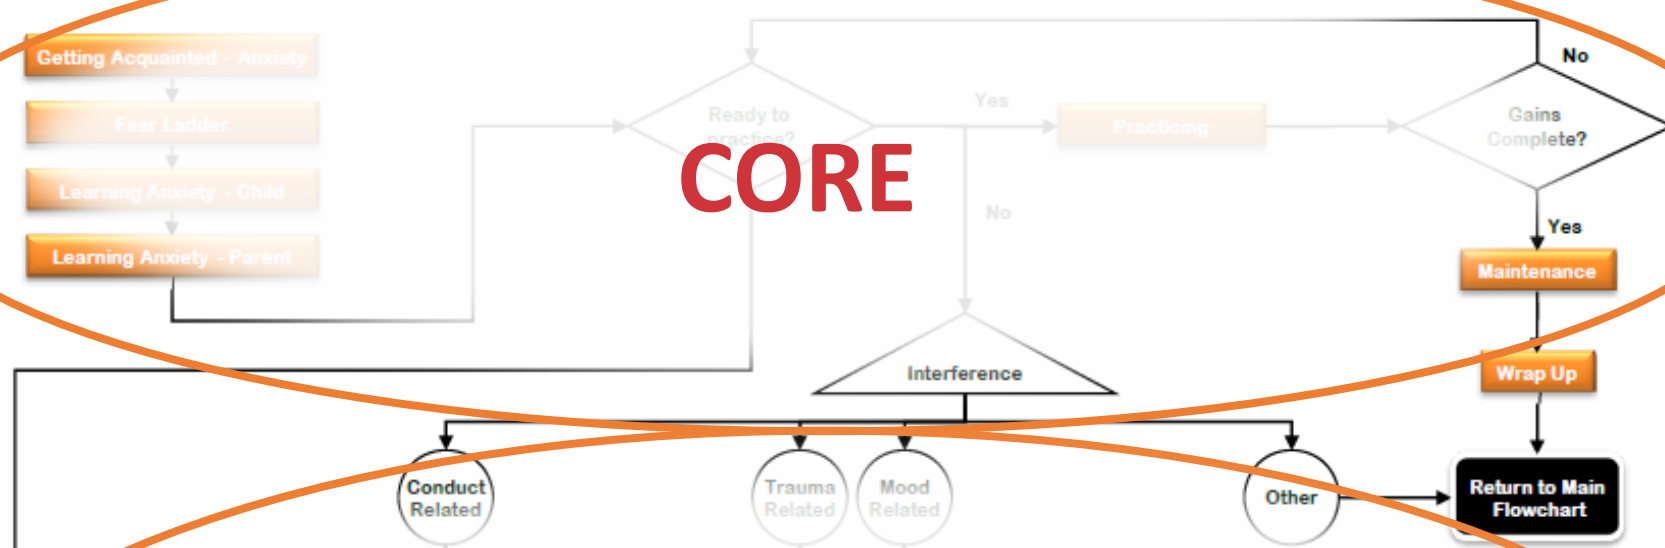 Getting Acquainted - Anxiety
Fear Ladder
Learning Anxiety - Child
Learning Anxiety - Parent
Ready to
practice?
CORE
Yes
No
Practicing
Gains
Complete?
No
Yes
Maintenance
Wrap Up
Interference
Conduct
Related
Trauma
Related
Mood
Related
Other
Return to Main
Flowchart